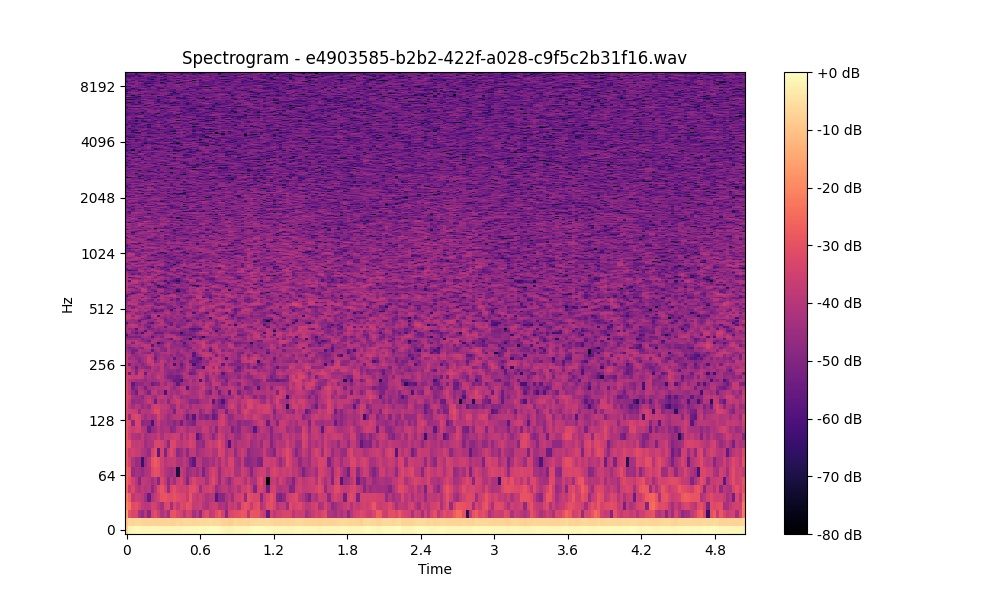 Spectrogram - e4903585-b2b2-422f-a028-c9f5c2b31f16.wav
8192
4096
2048
1024
512
256
128
64
0
Hz
0 0.6 1.2 1.8 2.4 3 3.6 4.2 4.8
Time
+0 dB
-10 dB
-20 dB
-30 dB
-40 dB
-50 dB
-60 dB
-70 dB
-80 dB